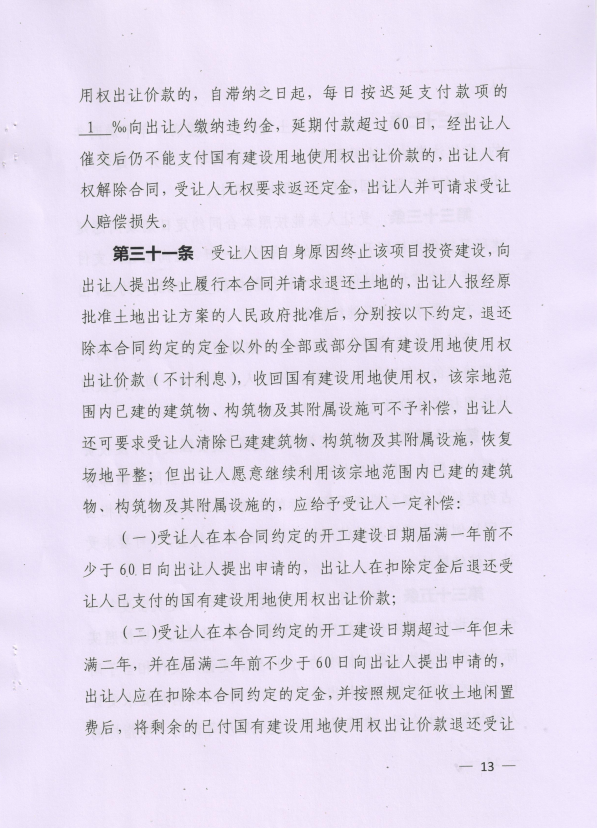 用权出让价款的，自滞纳之日起，每日按迟延支付款项的
1 ‰向出让人缴纳违约金，延期付款超过60日，经出让人
催交后仍不能支付国有建设用地使用权出让价款的，出让人有
权解除合同，受让人无权要求返还定金，出让人并可请求受让
人赔偿损失。
第三十一条 受让人因自身原因终止该项目投资建设，向
出让人提出终止履行本合同并请求退还土地的，出让人报经原
批准土地出让方案的人民政府批准后，分别按以下约定，退还
除本合同约定的定金以外的全部或部分国有建设用地使用权
出让价款（不计利息），收回国有建设用地使用权，该宗地范
围内已建的建筑物、构筑物及其附属设施可不予补偿，出让人
还可要求受让人清除已建建筑物、构筑物及其附属设施，恢复
场地平整；但出让人愿意继续利用该宗地范围内已建的建筑
物、构筑物及其附属设施的，应给予受让人一定补偿：
（一）受让人在本合同约定的开工建设日期届满一年前不
少于60日向出让人提出申请的，出让人在扣除定金后退还受
让人已支付的国有建设用地使用权出让价款；
（二）受让人在本合同约定的开工建设日期超过一年但未
满二年，并在届满二年前不少于60日向出让人提出申请的，
出让人应在扣除本合同约定的定金，并按照规定征收土地闲置
费后，将剩余的已付国有建设用地使用权出让价款退还受让
— 13 —